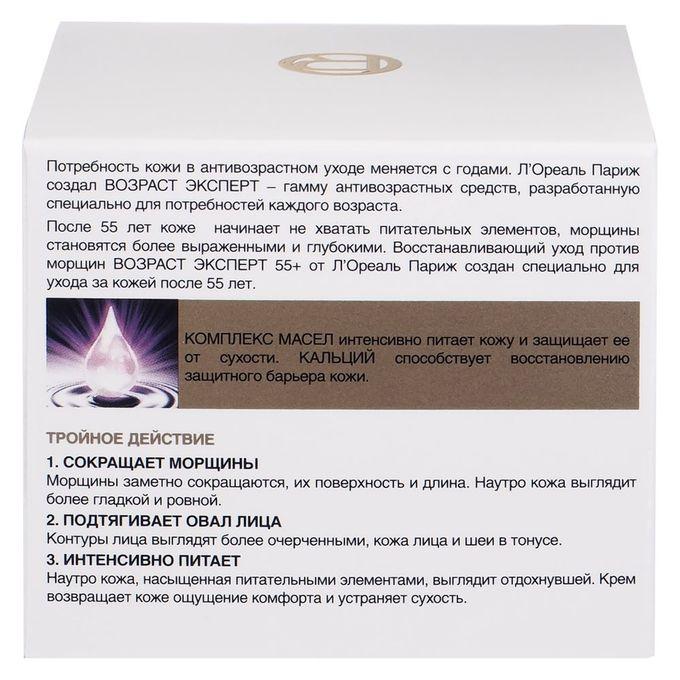 Потребность кожи в антивозрастном уходе меняется с годами. Л'Ореаль Париж
создал ВОЗРАСТ ЭКСПЕРТ – гамму антивозрастных средств, разработанную
специально для потребностей каждого возраста.
После 55 лет коже начинает не хватать питательных элементов, морщины
становятся более выраженными и глубокими. Восстанавливающий уход против
морщин ВОЗРАСТ ЭКСПЕРТ 55+ от Л'Ореаль Париж создан специально для
ухода за кожей после 55 лет.
КОМПЛЕКС МАСЕЛ интенсивно питает кожу и защищает ее
от сухости. КАЛЬЦИЙ способствует восстановлению
защитного барьера кожи.
ТРОЙНОЕ ДЕЙСТВИЕ
1. СОКРАЩАЕТ МОРЩИНЫ
Морщины заметно сокращаются, их поверхность и длина. Наутро кожа выглядит
более гладкой и ровной.
2. ПОДТЯГИВАЕТ ОВАЛ ЛИЦА
Контуры лица выглядят более очерченными, кожа лица и шеи в тонусе.
3. ИНТЕНСИВНО ПИТАЕТ
Наутро кожа, насыщенная питательными элементами, выглядит отдохнувшей. Крем
возвращает коже ощущение комфорта и устраняет сухость.